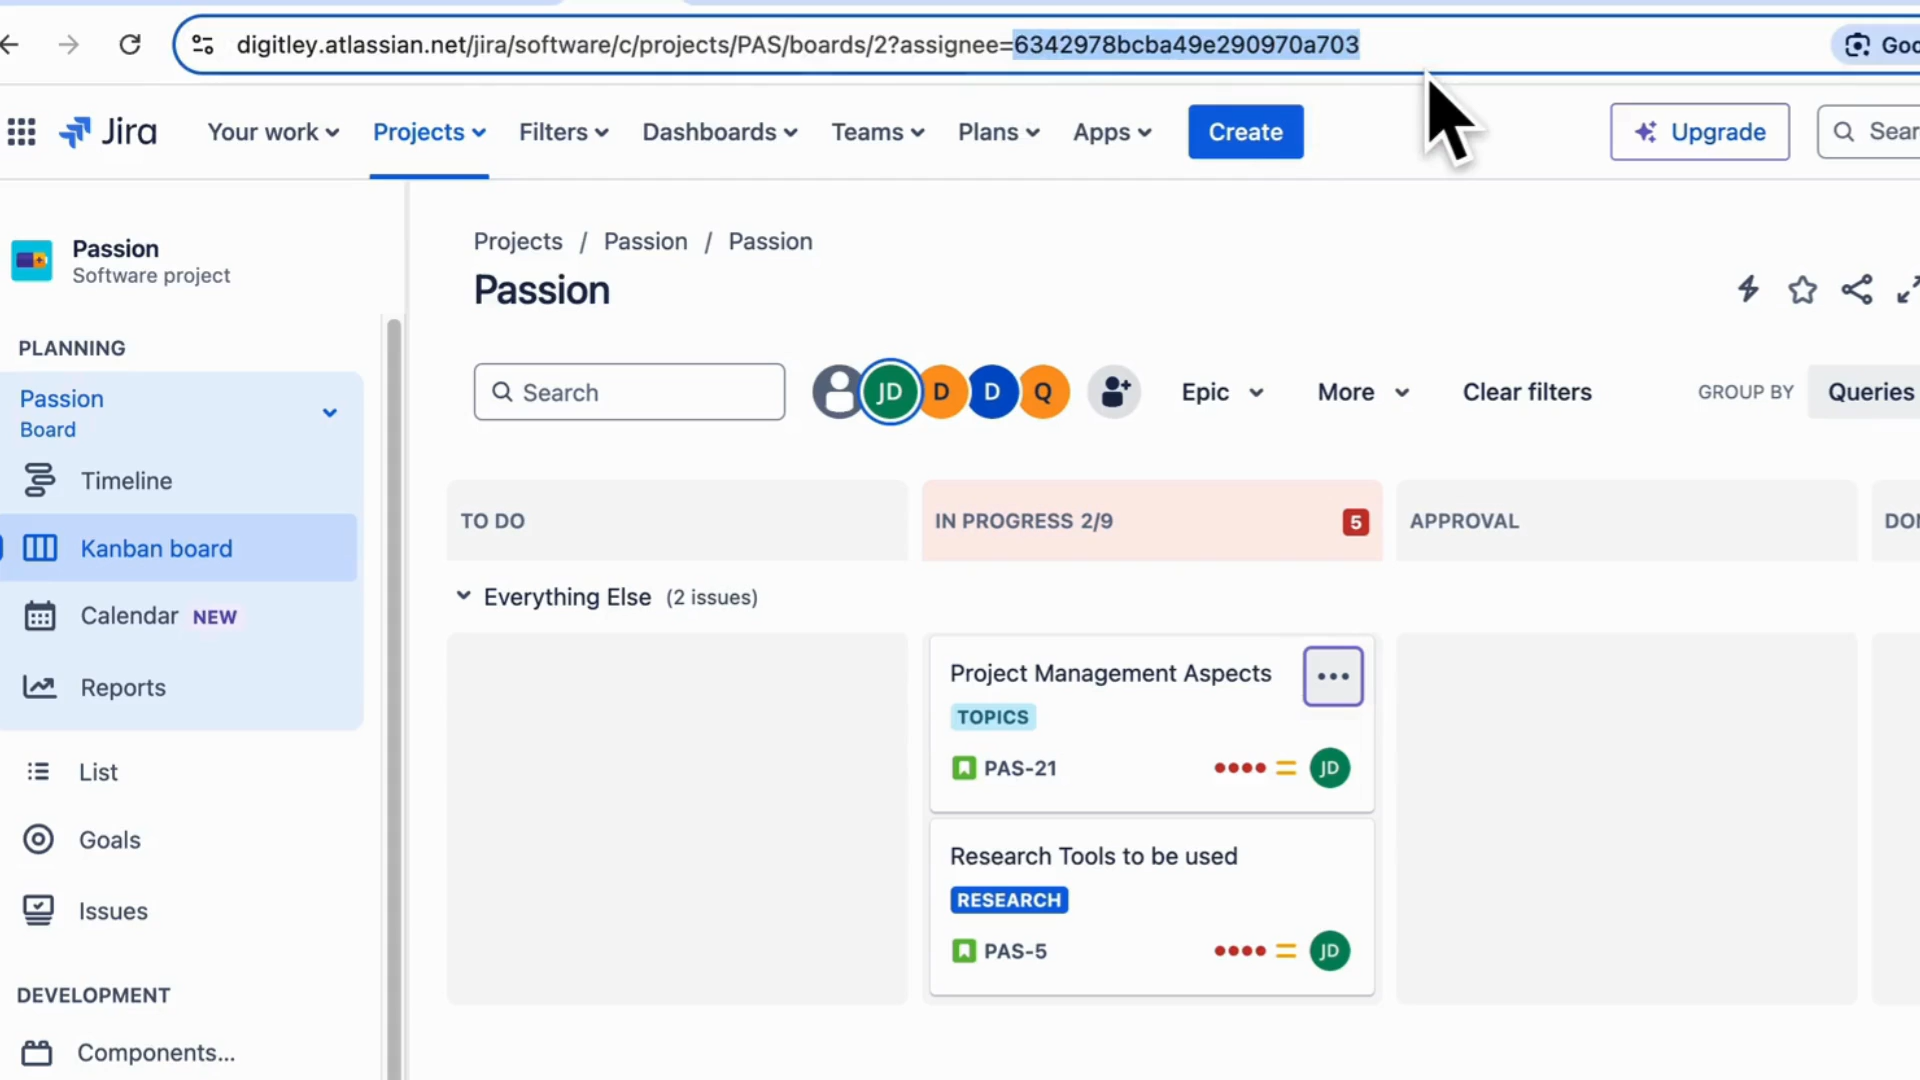 digitley.atlassian.net/jira/software/c/projects/PAS/boards/2?assignee=6342978bcba49e290970a703
Jira Your work Projects Filters Dashboards Teams Plans Apps Create Upgrade
Passion
Software project
PLANNING
Passion
Board
Timeline
Kanban board
Calendar NEW
Reports
List
Goals
Issues
DEVELOPMENT
Components...
Projects / Passion / Passion
Passion
Search JD D D Q Epic More Clear filters GROUP BY Queries
TO DO IN PROGRESS 2/9 5 APPROVAL
Everything Else (2 issues)
Project Management Aspects
TOPICS
PAS-21 JD
Research Tools to be used
RESEARCH
PAS-5 JD